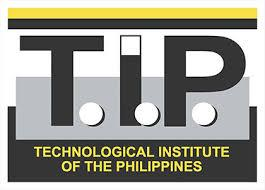 T.I.P.
TECHNOLOGICAL INSTITUTE
OF THE PHILIPPINES